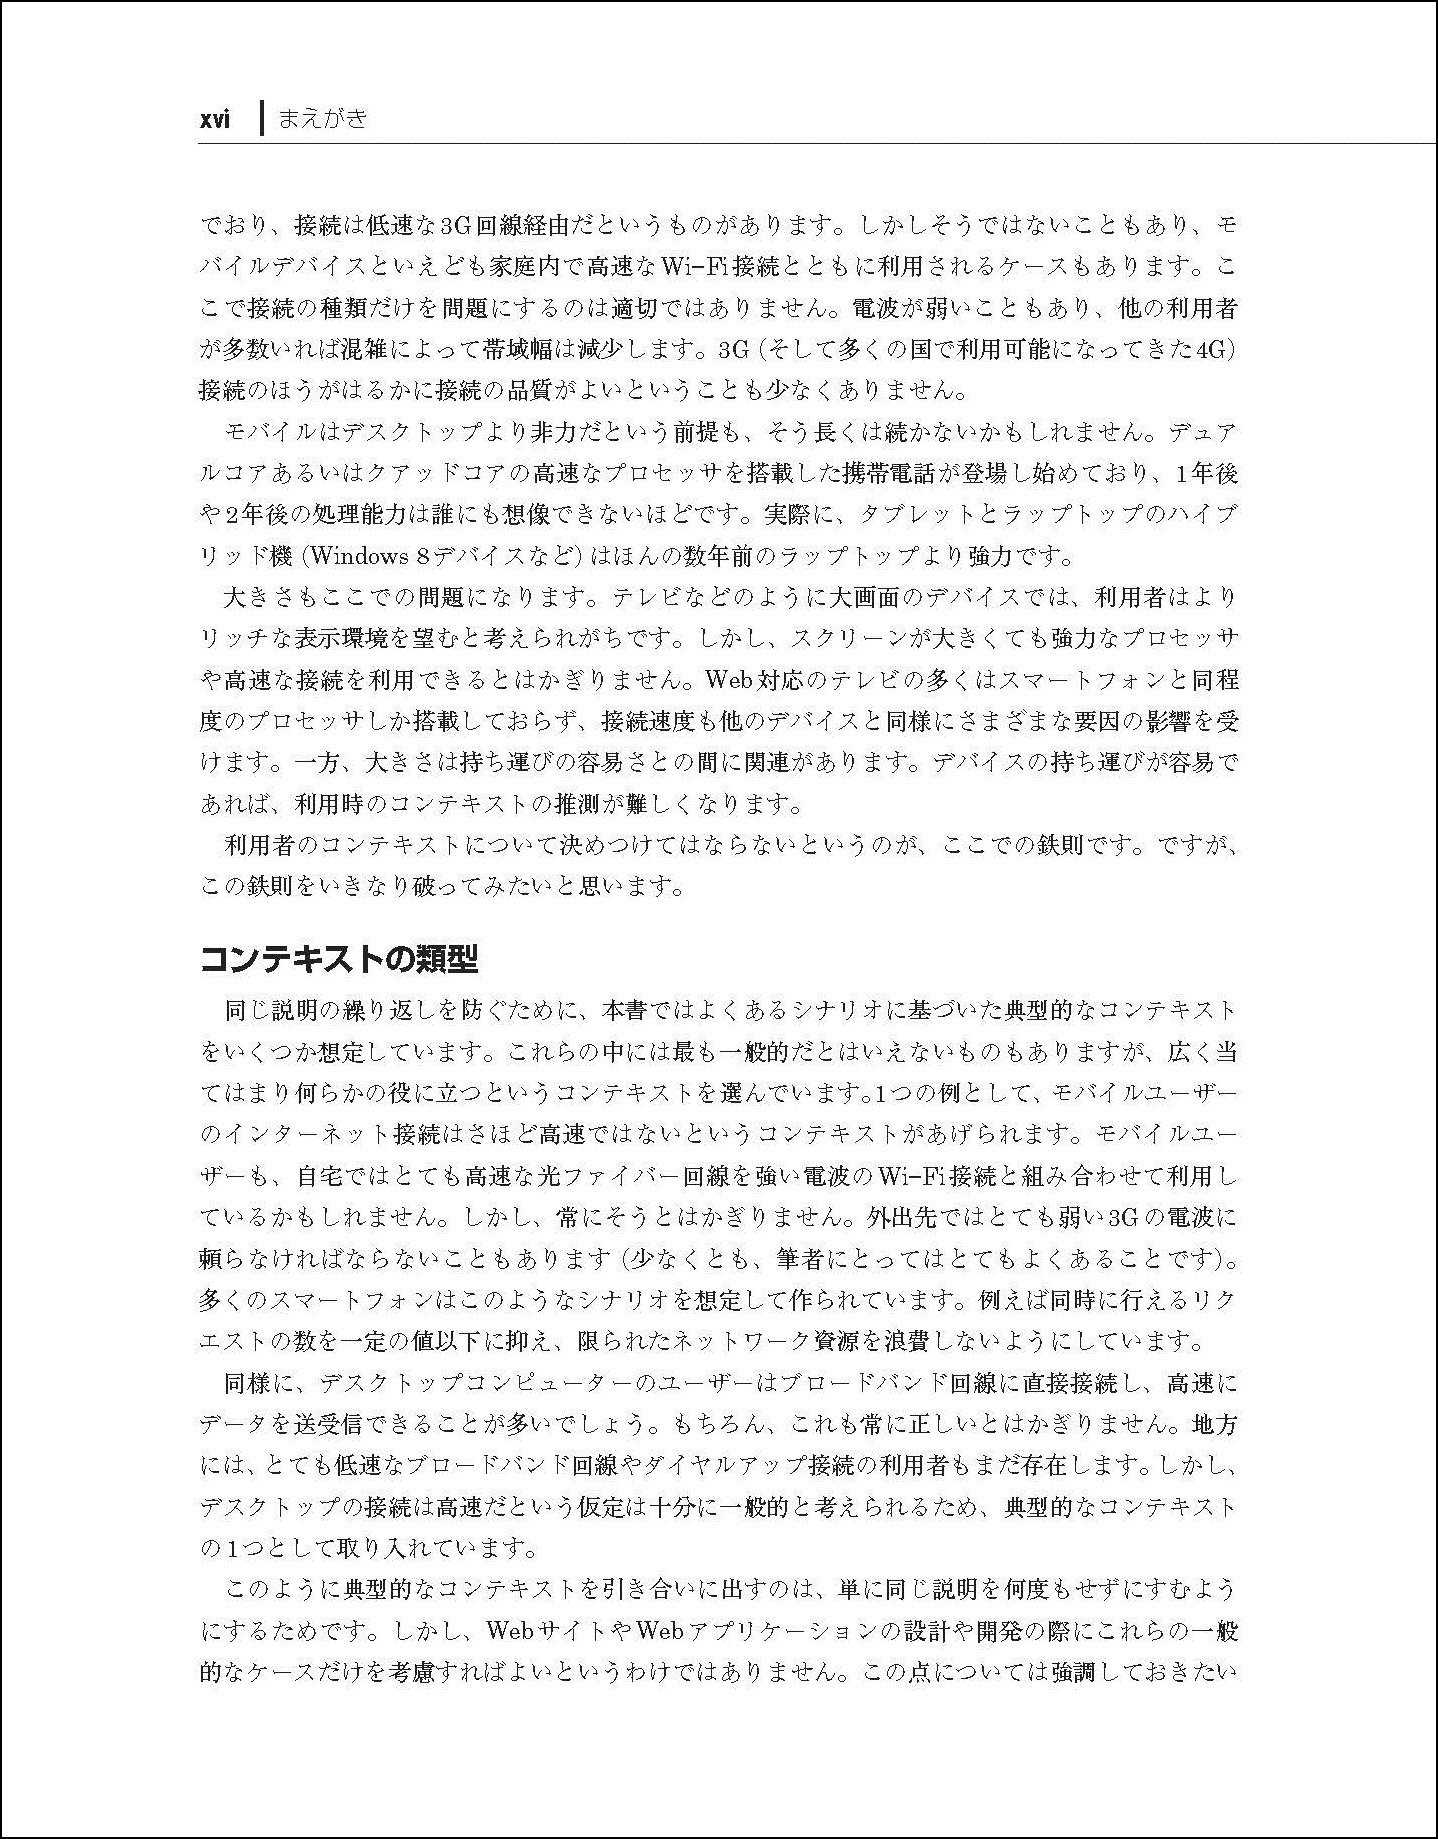 xvi | まえがき
でおり、接続は低速な3G回線経由だというものがあります。しかしそうではないこともあり、モ
バイルデバイスといえども家庭内で高速なWi-Fi接続とともに利用されるケースもあります。こ
こで接続の種類だけを問題にするのは適切ではありません。電波が弱いこともあり、他の利用者
が多数いれば混雑によって帯域幅は減少します。3G（そして多くの国で利用可能になってきた4G）
接続のほうがはるかに接続の品質がよいということも少なくありません。
モバイルはデスクトップより非力だという前提も、そう長くは続かないかもしれません。デュア
ルコアあるいはクアッドコアの高速なプロセッサを搭載した携帯電話が登場し始めており、1年後
や2年後の処理能力は誰にも想像できないほどです。実際に、タブレットとラップトップのハイブ
リッド機（Windows 8デバイスなど）はほんの数年前のラップトップより強力です。
大きさもここでの問題になります。テレビなどのように大画面のデバイスでは、利用者はより
リッチな表示環境を望むと考えられがちです。しかし、スクリーンが大きくても強力なプロセッサ
や高速な接続を利用できるとはかぎりません。Web対応のテレビの多くはスマートフォンと同程
度のプロセッサしか搭載しておらず、接続速度も他のデバイスと同様にさまざまな要因の影響を受
けます。一方、大きさは持ち運びの容易さとの間に関連があります。デバイスの持ち運びが容易で
あれば、利用時のコンテキストの推測が難しくなります。
利用者のコンテキストについて決めつけてはならないというのが、ここでの鉄則です。ですが、
この鉄則をいきなり破ってみたいと思います。
コンテキストの類型
同じ説明の繰り返しを防ぐために、本書ではよくあるシナリオに基づいた典型的なコンテキスト
をいくつか想定しています。これらの中には最も一般的だとはいえないものもありますが、広く当
てはまり何らかの役に立つというコンテキストを選んでいます。1つの例として、モバイルユーザー
のインターネット接続はさほど高速ではないというコンテキストがあげられます。モバイルユー
ザーも、自宅ではとても高速な光ファイバー回線を強い電波のWi-Fi接続と組み合わせて利用し
ているかもしれません。しかし、常にそうとはかぎりません。外出先ではとても弱い3Gの電波に
頼らなければならないこともあります（少なくとも、筆者にとってはとてもよくあることです）。
多くのスマートフォンはこのようなシナリオを想定して作られています。例えば同時に行えるリク
エストの数を一定の値以下に抑え、限られたネットワーク資源を浪費しないようにしています。
同様に、デスクトップコンピューターのユーザーはブロードバンド回線に直接接続し、高速に
データを送受信できることが多いでしょう。もちろん、これも常に正しいとはかぎりません。地方
には、とても低速なブロードバンド回線やダイヤルアップ接続の利用者もまだ存在します。しかし、
デスクトップの接続は高速だという仮定は十分に一般的と考えられるため、典型的なコンテキスト
の1つとして取り入れています。
このように典型的なコンテキストを引き合いに出すのは、単に同じ説明を何度もせずにすむよう
にするためです。しかし、WebサイトやWebアプリケーションの設計や開発の際にこれらの一般
的なケースだけを考慮すればよいというわけではありません。この点については強調しておきたい